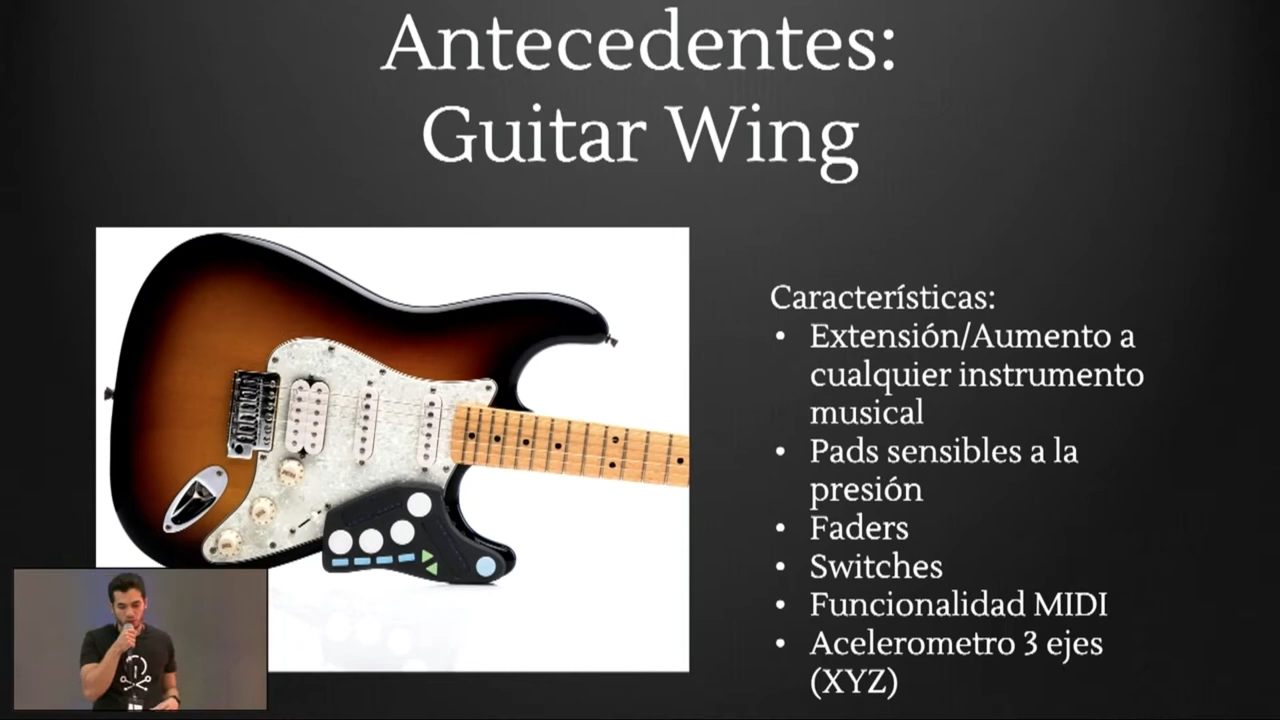 Antecedentes:
Guitar Wing
Características:
• Extensión/Aumento a
cualquier instrumento
musical
• Pads sensibles a la
presión
• Faders
• Switches
• Funcionalidad MIDI
• Acelerometro 3 ejes
(XYZ)